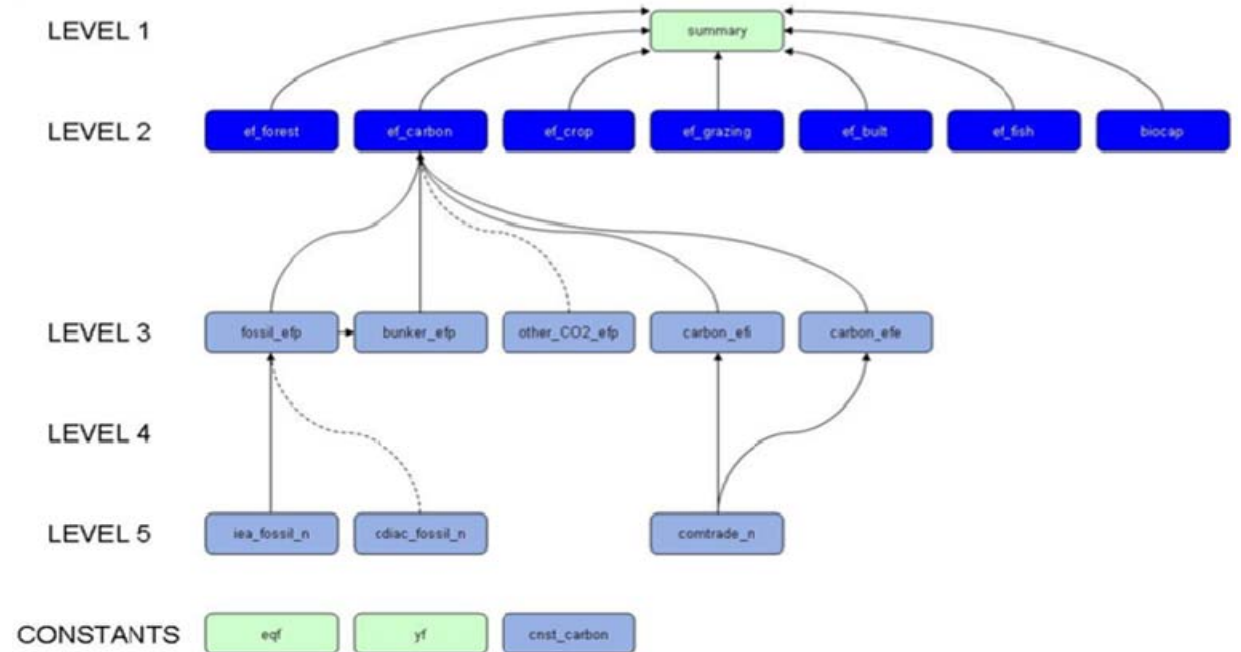 LEVEL 1
summary
LEVEL 2
ef_forest
ef_carbon
ef_crop
ef_grazing
ef_built
ef_fish
biocap
LEVEL 3
fossil_efp
bunker_efp
other_CO2_efp
carbon_efi
carbon_efe
LEVEL 4
LEVEL 5
iea_fossil_n
cdiac_fossil_n
comtrade_n
CONSTANTS
eqf
yf
cnst_carbon